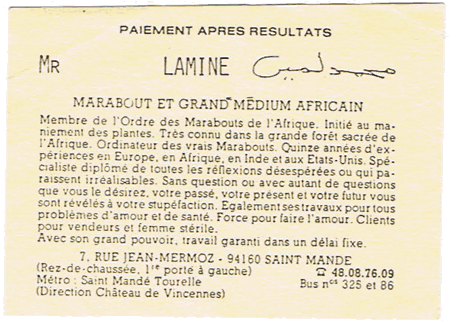 PAIEMENT APRES RESULTATS
MR LAMINE محمد لمين
MARABOUT ET GRAND MEDIUM AFRICAIN
Membre de l'Ordre des Marabouts de l'Afrique. Initié au ma-
niement des plantes. Très connu dans la grande forêt sacrée de
l'Afrique. Ordinateur des vrais Marabouts. Quinze années d'ex-
périences en Europe, en Afrique, en Inde et aux Etats-Unis. Spé-
cialiste diplômé de toutes les réflexions désespérées ou qui pa-
raissent irréalisables. Sans question ou avec autant de questions
que vous le désirez, votre passé, votre présent et votre futur vous
sont révélés à votre stupéfaction. Egalement ses travaux pour tous
problèmes d'amour et de santé. Force pour faire l'amour. Clients
pour vendeurs et femme stérile.
Avec son grand pouvoir, travail garanti dans un délai fixe.
7, RUE JEAN-MERMOZ - 94160 SAINT MANDE
(Rez-de-chaussée, 1re porté à gauche) ☎ 48.08.76.09
Métro : Saint Mandé Tourelle Bus nos 325 et 86
(Direction Château de Vincennes)